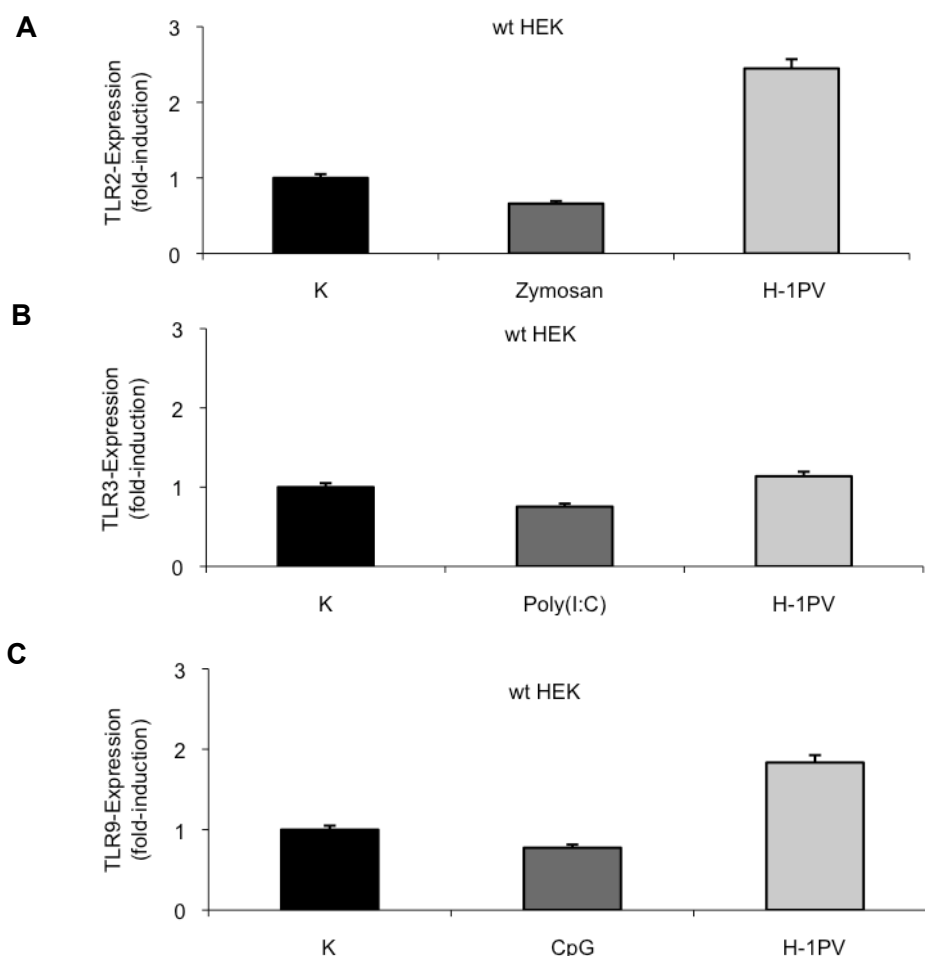 A
wt HEK
TLR2-Expression
(fold-induction)
3
2
1
0
K Zymosan H-1PV
B
wt HEK
TLR3-Expression
(fold-induction)
3
2
1
0
K Poly(I:C) H-1PV
C
wt HEK
TLR9-Expression
(fold-induction)
3
2
1
0
K CpG H-1PV